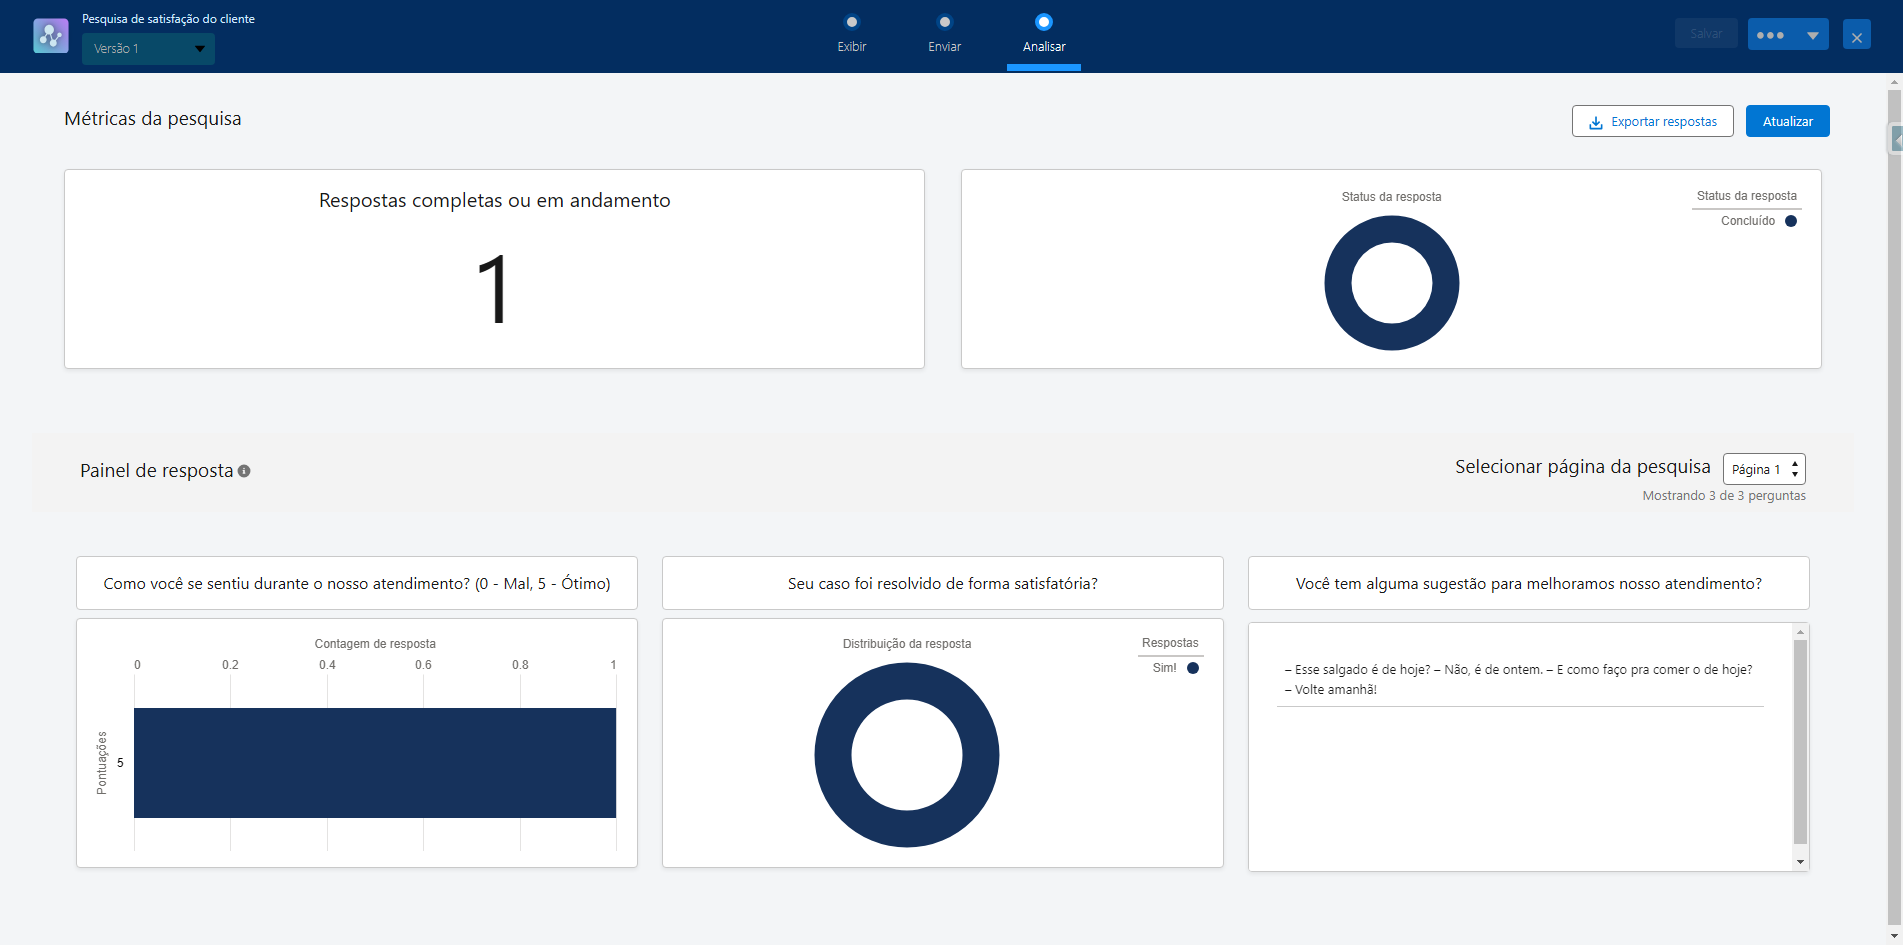 Pesquisa de satisfação do cliente
Versão 1
Exibir
Enviar
Analisar
Salvar
Métricas da pesquisa
Exportar respostas
Atualizar
Respostas completas ou em andamento
1
Status da resposta
Status da resposta
Concluído
Painel de resposta
Selecionar página da pesquisa
Página 1
Mostrando 3 de 3 perguntas
Como você se sentiu durante o nosso atendimento? (0 - Mal, 5 - Ótimo)
Contagem de resposta
0 0.2 0.4 0.6 0.8 1
Pontuações
5
Seu caso foi resolvido de forma satisfatória?
Distribuição da resposta
Respostas
Sim!
Você tem alguma sugestão para melhoramos nosso atendimento?
– Esse salgado é de hoje? – Não, é de ontem. – E como faço pra comer o de hoje?
– Volte amanhã!